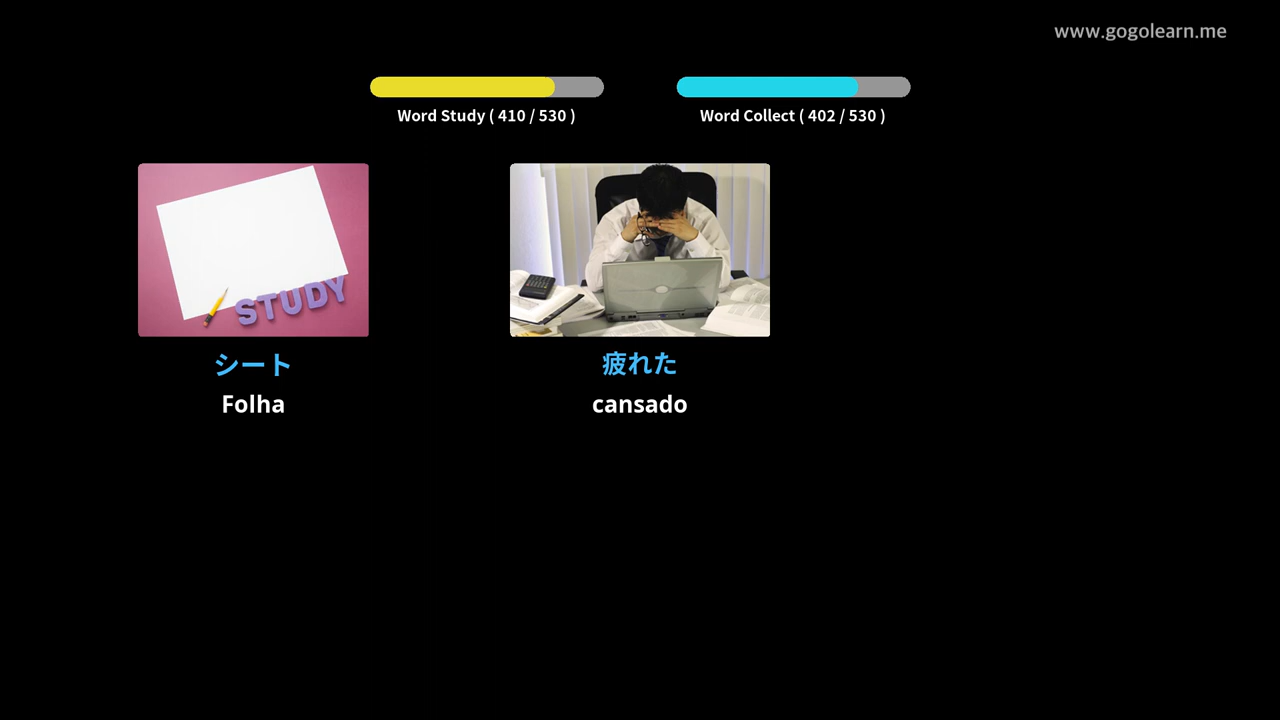 www.gogolearn.me
Word Study ( 410 / 530 )
Word Collect ( 402 / 530 )
STUDY
シート
Folha
疲れた
cansado